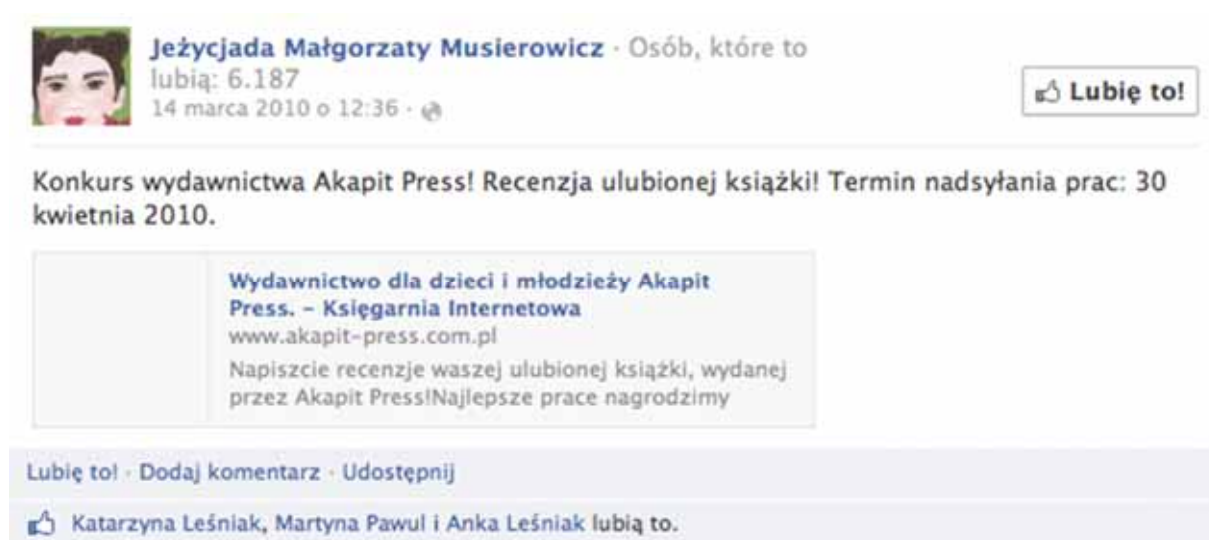 Jeżycjada Małgorzaty Musierowicz · Osób, które to
lubią: 6.187
14 marca 2010 o 12:36 ·
Lubię to!
Konkurs wydawnictwa Akapit Press! Recenzja ulubionej książki! Termin nadsyłania prac: 30
kwietnia 2010.
Wydawnictwo dla dzieci i młodzieży Akapit
Press. – Księgarnia Internetowa
www.akapit-press.com.pl
Napiszcie recenzje waszej ulubionej książki, wydanej
przez Akapit Press!Najlepsze prace nagrodzimy
Lubię to! · Dodaj komentarz · Udostępnij
Katarzyna Leśniak, Martyna Pawul i Anka Leśniak lubią to.